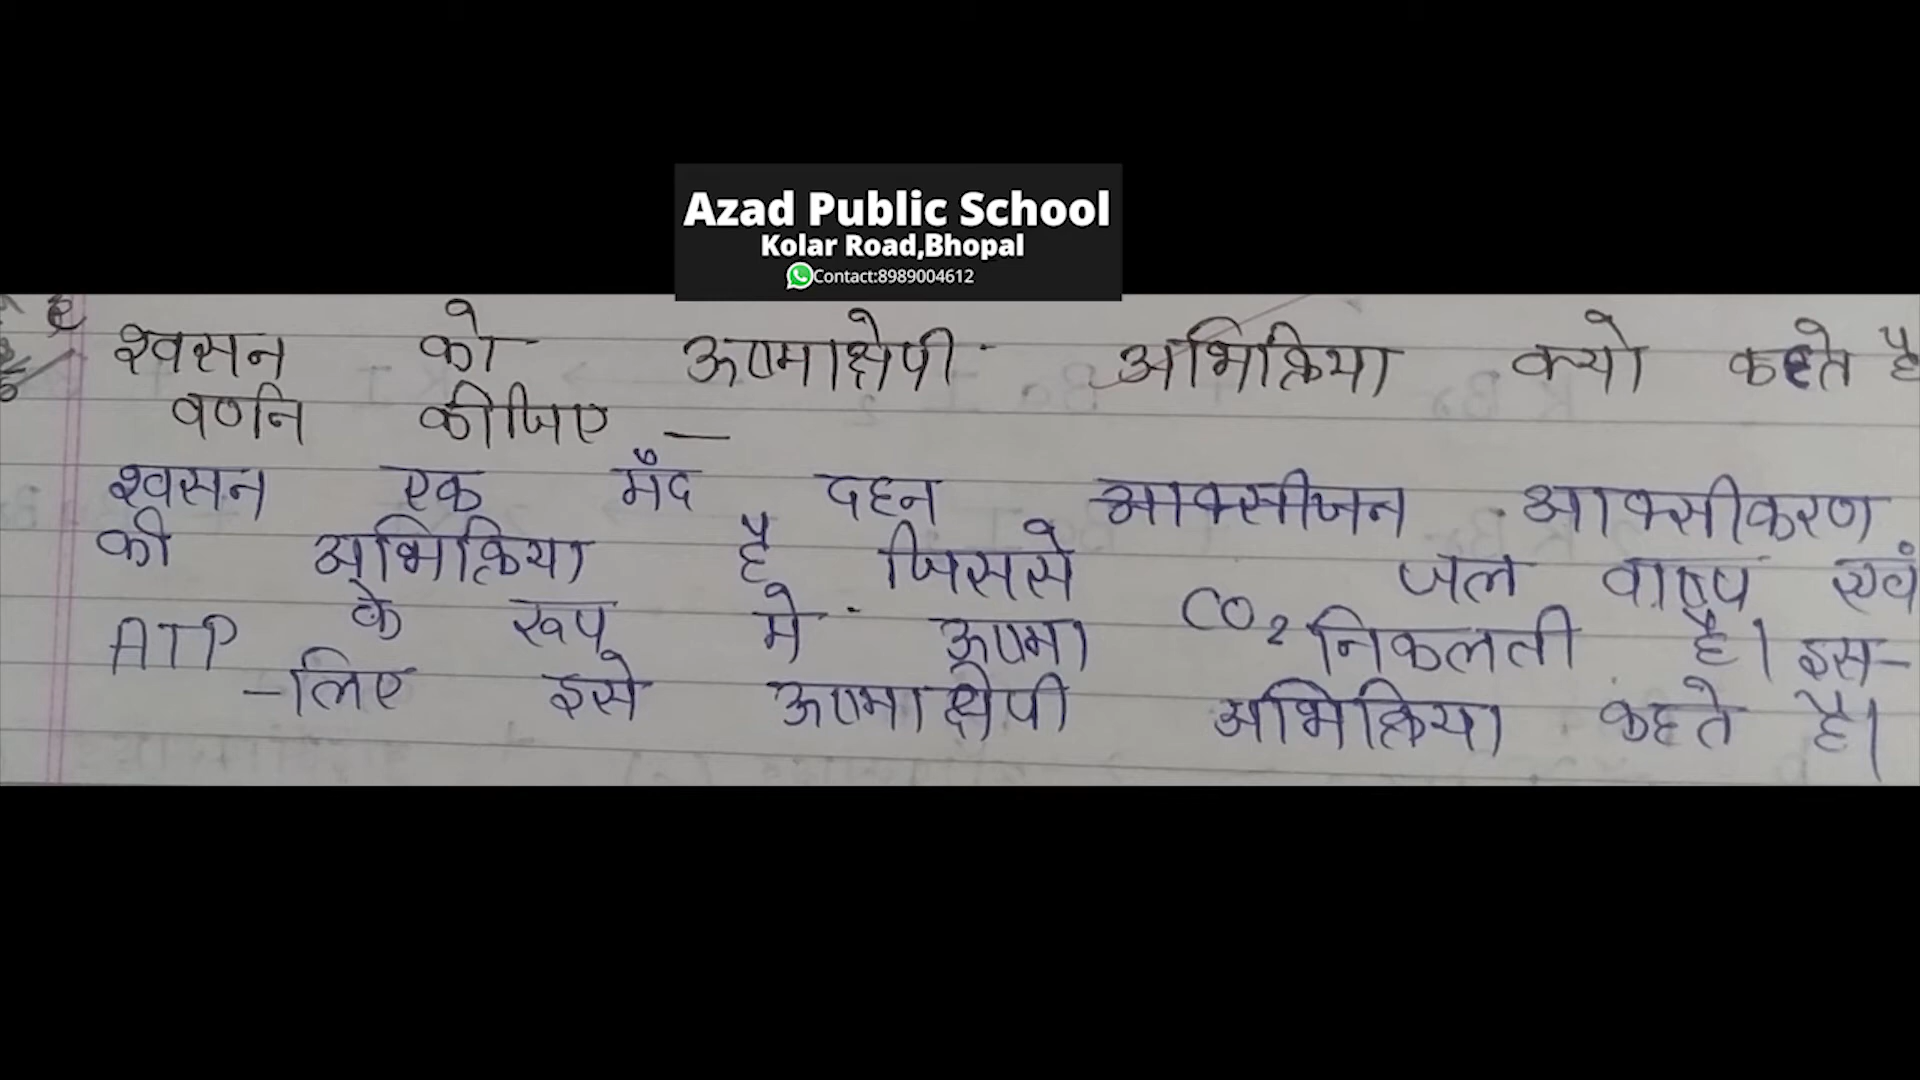 Azad Public School
Kolar Road,Bhopal
Contact:8989004612
श्वसन को ऊष्माक्षेपी अभिक्रिया क्यो कहते है
वर्णन कीजिए —
श्वसन एक मँद दहन आक्सीजन आक्सीकरण
की अभिक्रिया है जिससे CO2 जल वाष्प एवं
ATP के रूप मे ऊष्मा निकलती है। इस-
-लिए इसे ऊष्माक्षेपी अभिक्रिया कहते है।